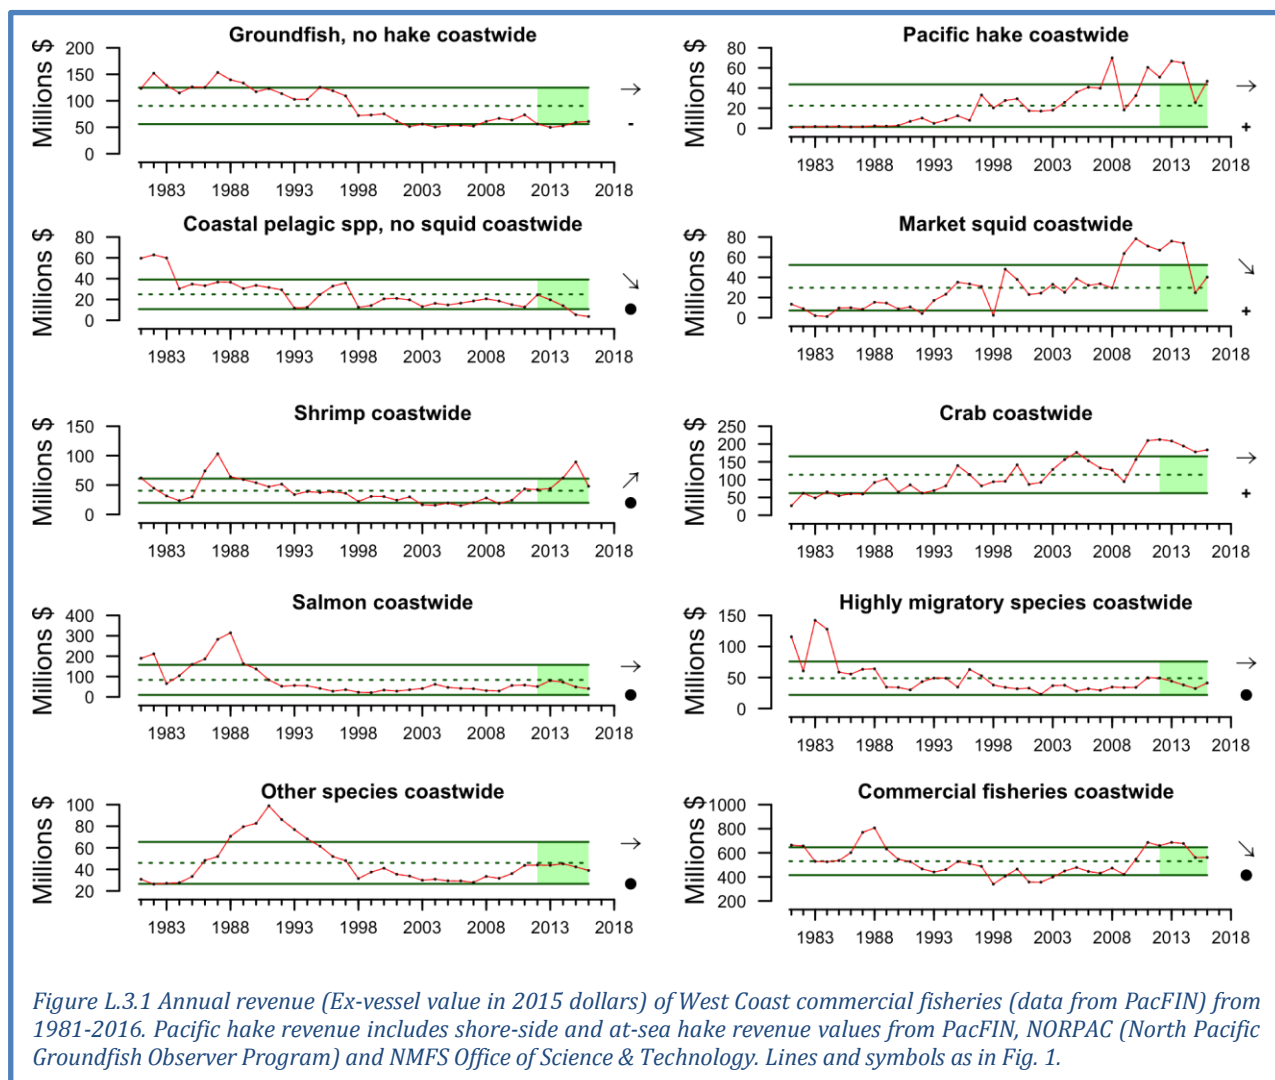 Groundfish, no hake coastwide
Millions $
200
150
100
50
0
→
-
1983 1988 1993 1998 2003 2008 2013 2018
Pacific hake coastwide
Millions $
80
60
40
20
0
→
+
1983 1988 1993 1998 2003 2008 2013 2018
Coastal pelagic spp, no squid coastwide
Millions $
80
60
40
20
0
↘
●
1983 1988 1993 1998 2003 2008 2013 2018
Market squid coastwide
Millions $
80
60
40
20
0
↘
+
1983 1988 1993 1998 2003 2008 2013 2018
Shrimp coastwide
Millions $
150
100
50
0
↗
●
1983 1988 1993 1998 2003 2008 2013 2018
Crab coastwide
Millions $
250
200
150
100
50
0
→
+
1983 1988 1993 1998 2003 2008 2013 2018
Salmon coastwide
Millions $
400
300
200
100
0
→
●
1983 1988 1993 1998 2003 2008 2013 2018
Highly migratory species coastwide
Millions $
150
100
50
0
→
●
1983 1988 1993 1998 2003 2008 2013 2018
Other species coastwide
Millions $
100
80
60
40
20
→
●
1983 1988 1993 1998 2003 2008 2013 2018
Commercial fisheries coastwide
Millions $
1000
800
600
400
200
↘
●
1983 1988 1993 1998 2003 2008 2013 2018
Figure L.3.1 Annual revenue (Ex-vessel value in 2015 dollars) of West Coast commercial fisheries (data from PacFIN) from
1981-2016. Pacific hake revenue includes shore-side and at-sea hake revenue values from PacFIN, NORPAC (North Pacific
Groundfish Observer Program) and NMFS Office of Science & Technology. Lines and symbols as in Fig. 1.